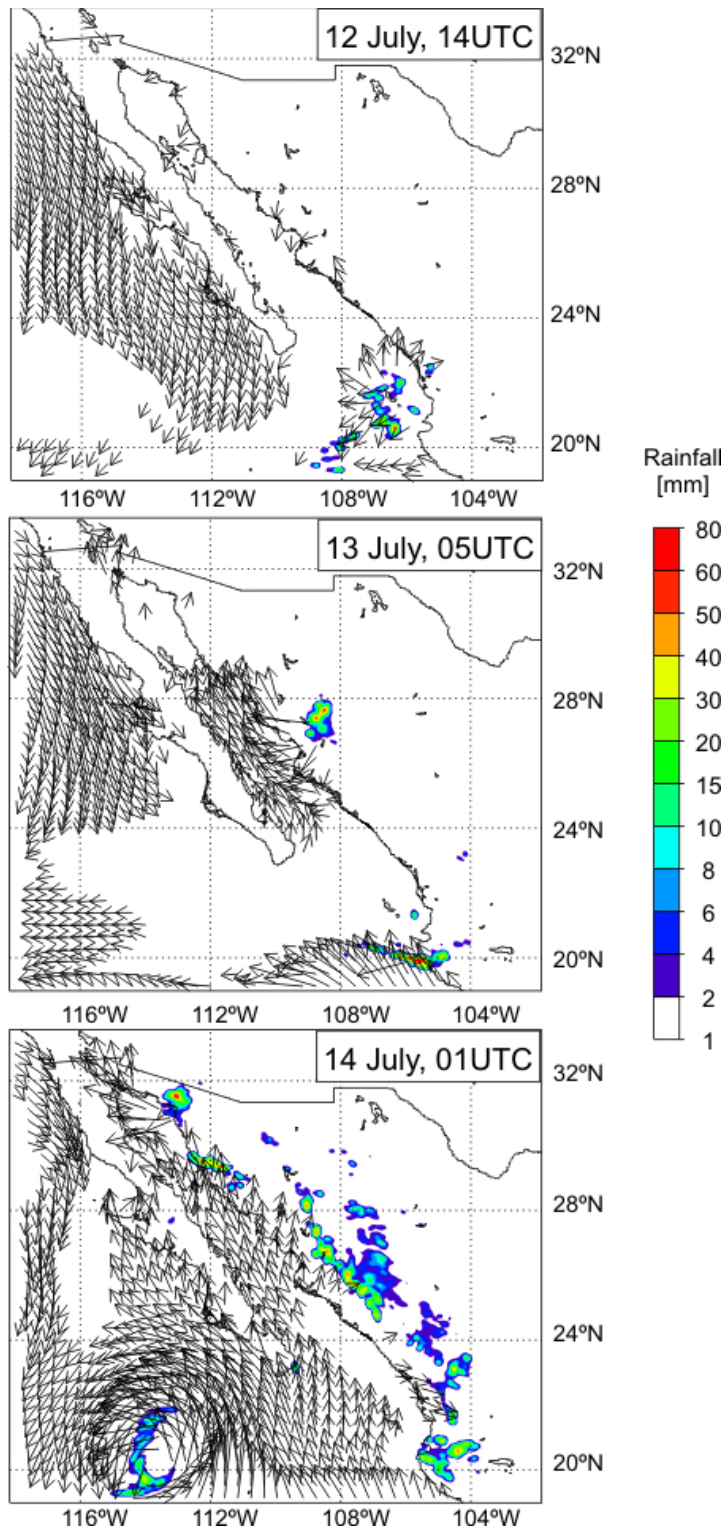 12 July, 14UTC
32ºN
28ºN
24ºN
20ºN
116ºW 112ºW 108ºW 104ºW
13 July, 05UTC
32ºN
28ºN
24ºN
20ºN
116ºW 112ºW 108ºW 104ºW
14 July, 01UTC
32ºN
28ºN
24ºN
20ºN
116ºW 112ºW 108ºW 104ºW
Rainfall
[mm]
80
60
50
40
30
20
15
10
8
6
4
2
1